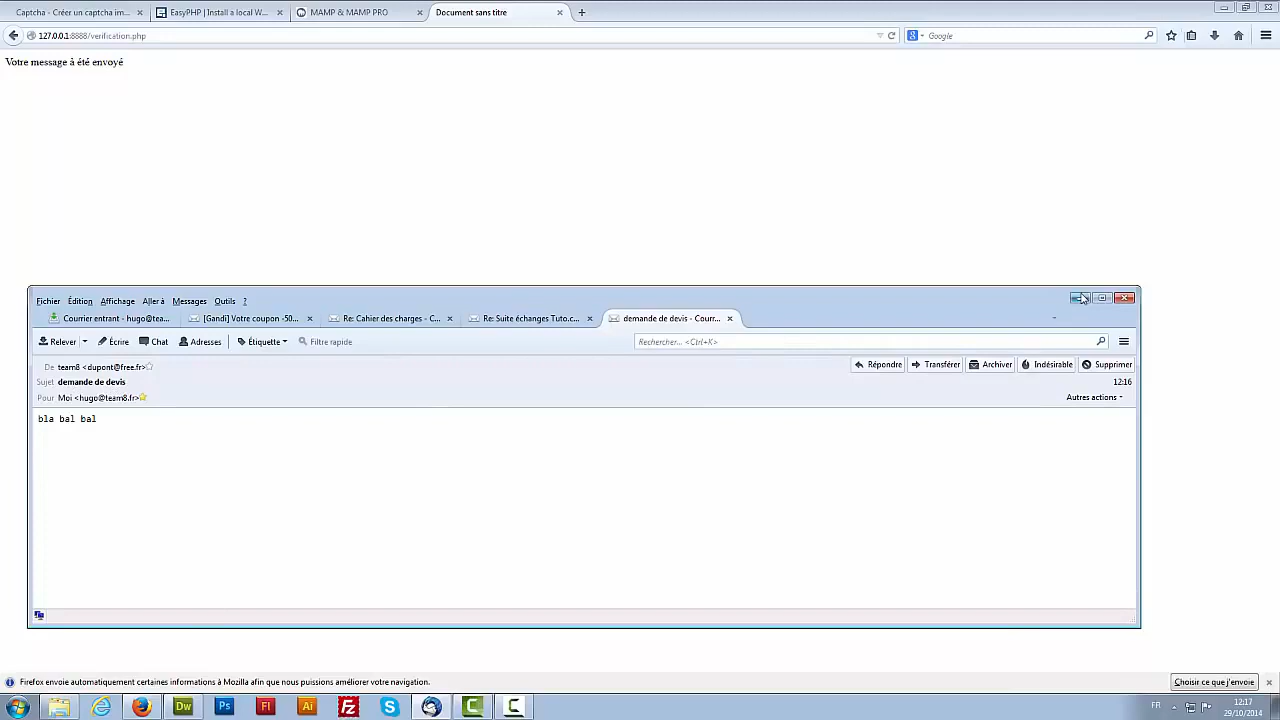 Captcha - Créer un captcha im...
EasyPHP | Install a local W...
MAMP & MAMP PRO
Document sans titre
127.0.0.1:8888/verification.php
Google
Votre message à été envoyé
Fichier Édition Affichage Aller à Messages Outils ?
Courrier entrant - hugo@tea...
[Gandi] Votre coupon -50...
Re: Cahier des charges - C...
Re: Suite échanges Tuto.c...
demande de devis - Courr...
Relever Écrire Chat Adresses Étiquette Filtre rapide
Rechercher... <Ctrl+K>
De team8 <dupont@free.fr>
Répondre Transférer Archiver Indésirable Supprimer
Sujet demande de devis
12:16
Pour Moi <hugo@team8.fr>
Autres actions
bla bal bal
Firefox envoie automatiquement certaines informations à Mozilla afin que nous puissions améliorer votre navigation.
Choisir ce que j'envoie
Dw Ps Fl Ai Fz
FR
12:17
29/10/2014